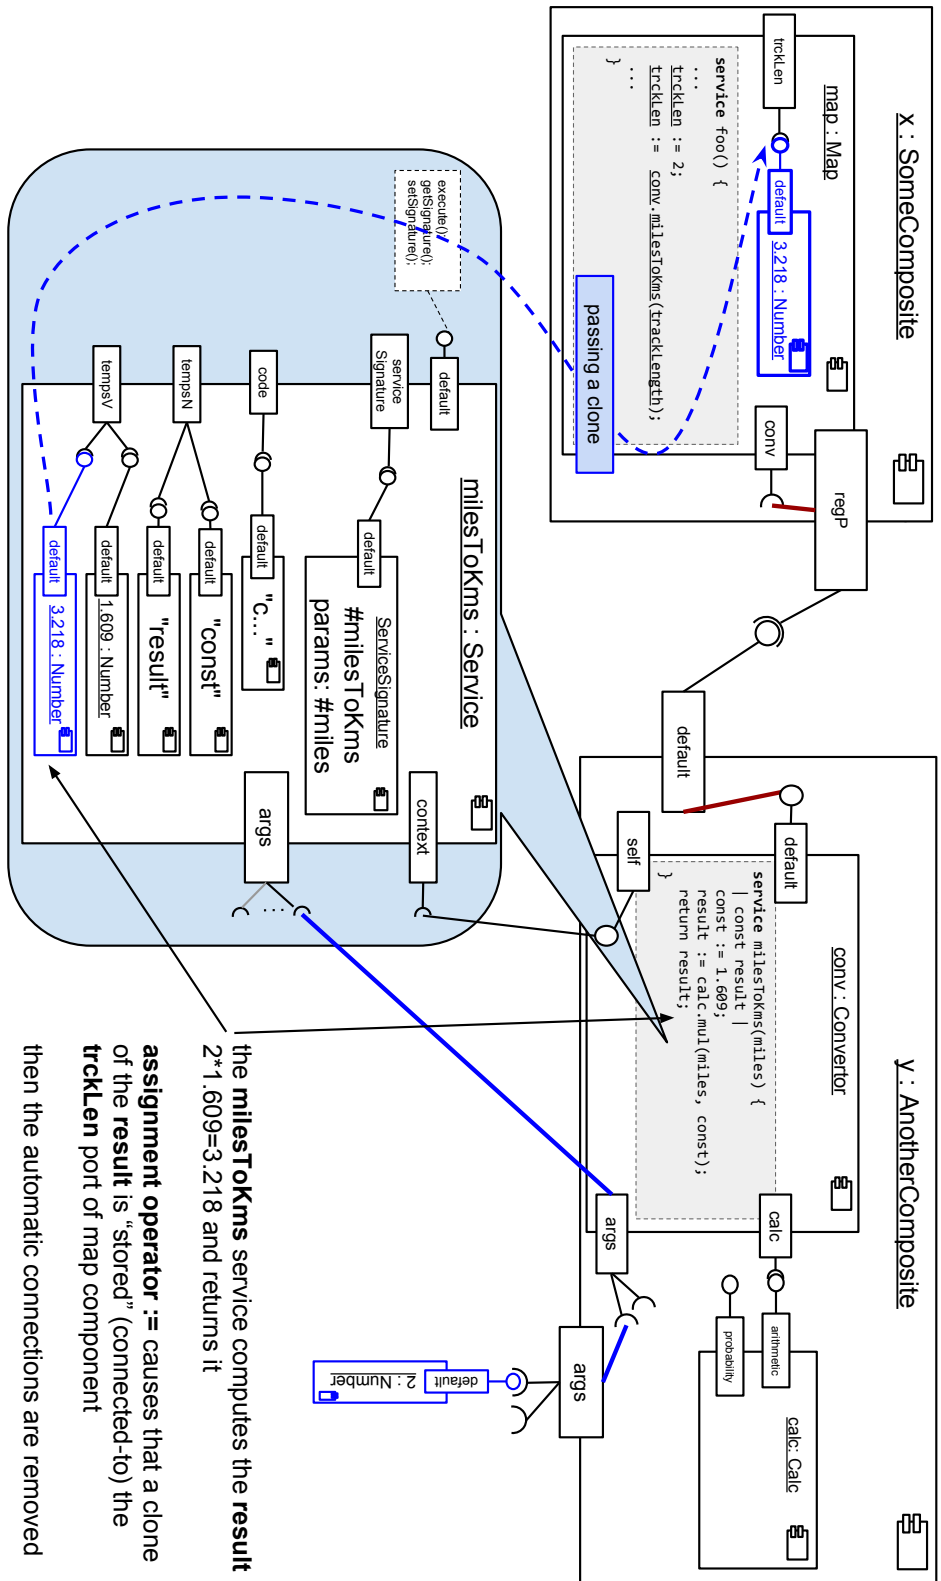 x : SomeComposite
map : Map
trckLen
default
3.218 : Number
service foo() {
...
trckLen := 2;
trckLen := conv.milesToKms(trackLength);
...
}
passing a clone
conv
regP
default
y : AnotherComposite
conv : Convertor
default
self
service milesToKms(miles) {
| const result |
const := 1.609;
result := calc.mul(miles, const);
return result;
}
calc
args
arithmetic
probability
calc: Calc
args
default
2 : Number
milesToKms : Service
execute();
getSignature();
setSignature();
default
service
Signature
default
ServiceSignature
#milesToKms
params: #miles
code
default
"c... "
tempsN
default
"const"
default
"result"
tempsV
default
1.609 : Number
default
3.218 : Number
context
args
...
the milesToKms service computes the result
2*1.609=3.218 and returns it
assignment operator := causes that a clone
of the result is “stored” (connected-to) the
trckLen port of map component
then the automatic connections are removed